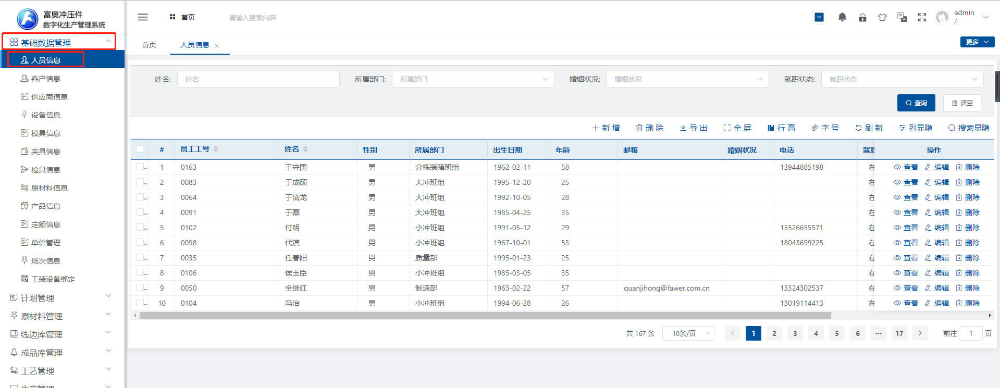 富奥冲压件
数字化生产管理系统
首页
请输入搜索内容
admin
/
首页
人员信息
更多
基础数据管理
人员信息
客户信息
供应商信息
设备信息
模具信息
夹具信息
检具信息
原材料信息
产品信息
定额信息
单价管理
班次信息
工装设备绑定
计划管理
原材料管理
线边库管理
成品库管理
工艺管理
生产管理
姓名: 姓名 所属部门: 所属部门 婚姻状况: 婚姻状况 就职状态: 就职状态
查询 清空
新增 删除 导出 全屏 行高 字号 刷新 列显隐 搜索显隐
# 员工工号 姓名 性别 所属部门 出生日期 年龄 邮箱 婚姻状况 电话 就职 操作
1 0163 于守国 男 分拣装箱班组 1962-02-11 58 13944885198 在 查看 编辑 删除
2 0083 于成硕 男 大冲班组 1995-12-20 25 在 查看 编辑 删除
3 0064 于清龙 男 大冲班组 1992-10-05 28 在 查看 编辑 删除
4 0091 于磊 男 大冲班组 1985-04-25 35 在 查看 编辑 删除
5 0102 付明 男 小冲班组 1991-05-12 29 15526655571 在 查看 编辑 删除
6 0098 代滨 男 小冲班组 1967-10-01 53 18043699225 在 查看 编辑 删除
7 0035 任春阳 男 质量部 1995-01-23 25 在 查看 编辑 删除
8 0106 侯玉臣 男 小冲班组 1985-03-05 35 在 查看 编辑 删除
9 0050 全继红 男 制造部 1963-02-22 57 quanjihong@fawer.com.cn 13324302537 在 查看 编辑 删除
10 0104 冯治 男 小冲班组 1994-06-28 26 13019114413 在 查看 编辑 删除
共 167 条 10条/页 1 2 3 4 5 6 ... 17 前往 1 页